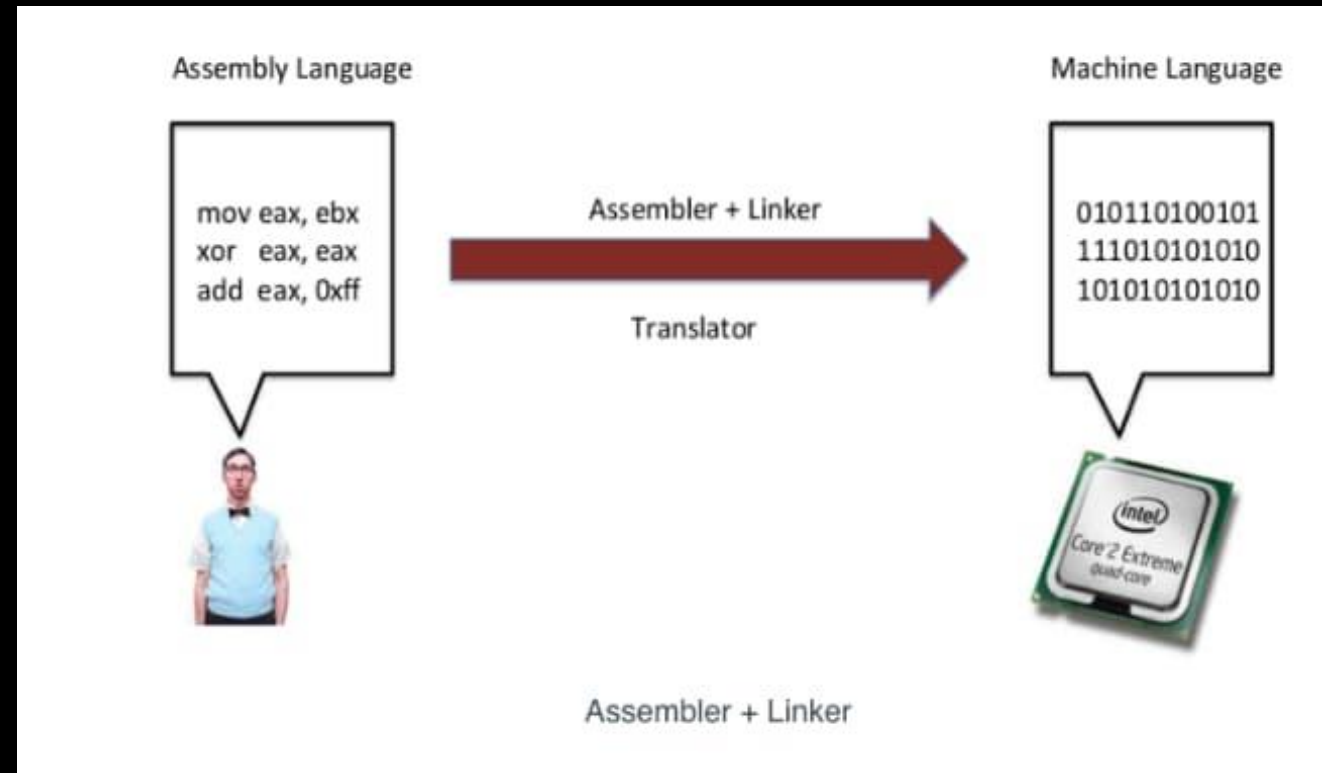 Assembly Language
mov eax, ebx
xor eax, eax
add eax, 0xff
Assembler + Linker
Translator
Machine Language
010110100101
111010101010
101010101010
intel
Core 2 Extreme
quad-core
Assembler + Linker